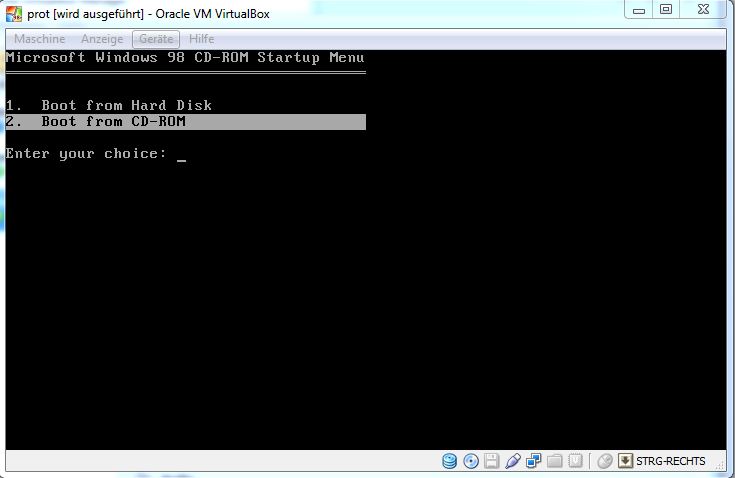 prot [wird ausgeführt] - Oracle VM VirtualBox
Maschine Anzeige Geräte Hilfe
Microsoft Windows 98 CD-ROM Startup Menu
1. Boot from Hard Disk
2. Boot from CD-ROM
Enter your choice: _
STRG-RECHTS